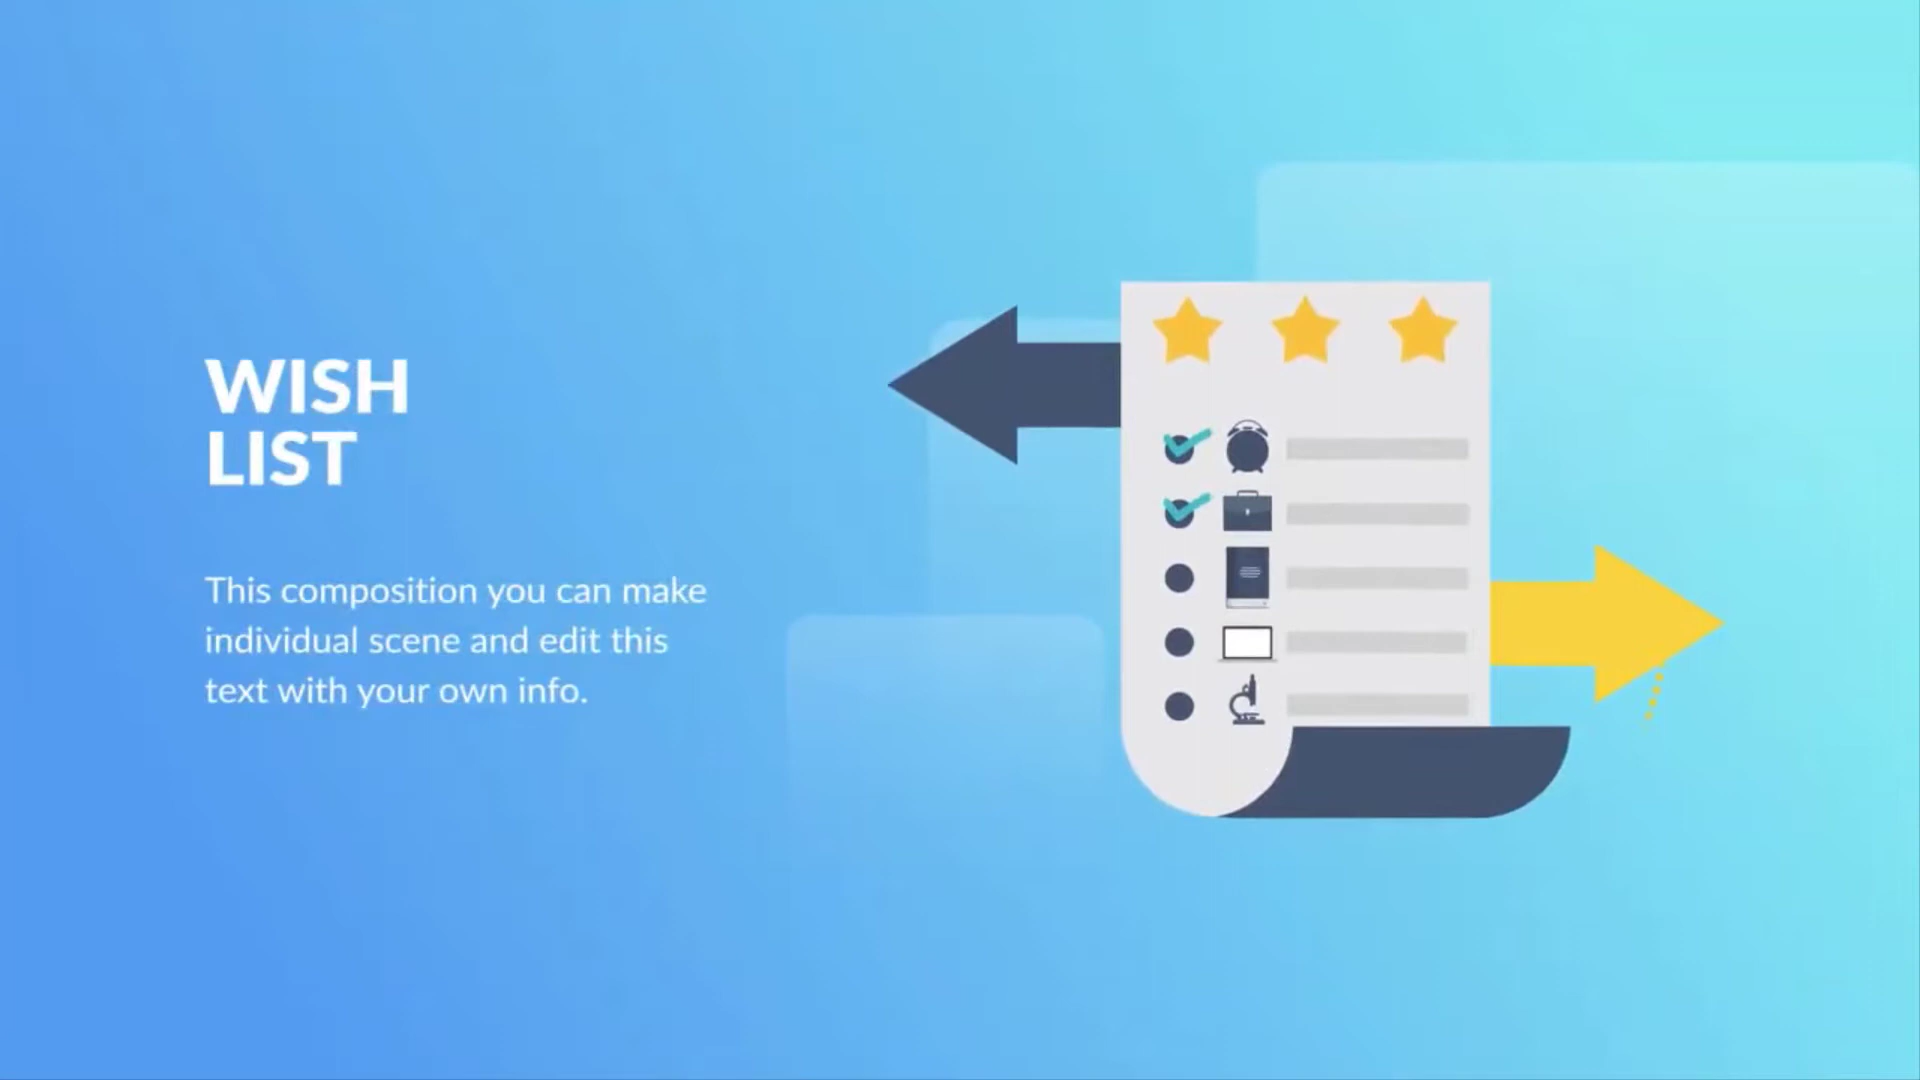 WISH
LIST
This composition you can make
individual scene and edit this
text with your own info.